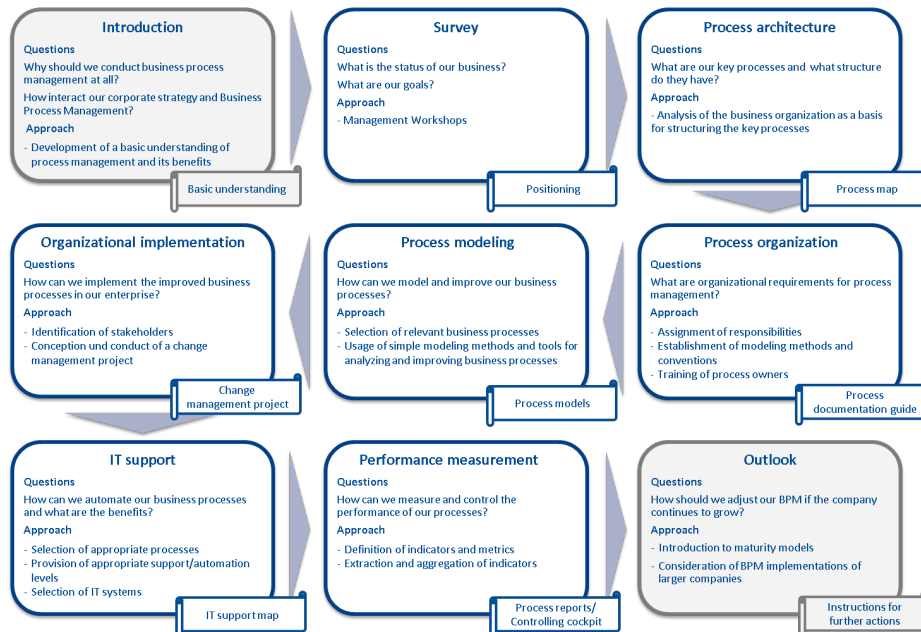 Introduction
Questions
Why should we conduct business process
management at all?
How interact our corporate strategy and Business
Process Management?
Approach
- Development of a basic understanding of
process management and its benefits
Basic understanding
Survey
Questions
What is the status of our business?
What are our goals?
Approach
- Management Workshops
Positioning
Process architecture
Questions
What are our key processes and what structure
do they have?
Approach
- Analysis of the business organization as a basis
for structuring the key processes
Process map
Organizational implementation
Questions
How can we implement the improved business
processes in our enterprise?
Approach
- Identification of stakeholders
- Conception und conduct of a change
management project
Change
management project
Process modeling
Questions
How can we model and improve our business
processes?
Approach
- Selection of relevant business processes
- Usage of simple modeling methods and tools for
analyzing and improving business processes
Process models
Process organization
Questions
What are organizational requirements for process
management?
Approach
- Assignment of responsibilities
- Establishment of modeling methods and
conventions
- Training of process owners
Process
documentation guide
IT support
Questions
How can we automate our business processes
and what are the benefits?
Approach
- Selection of appropriate processes
- Provision of appropriate support/automation
levels
- Selection of IT systems
IT support map
Performance measurement
Questions
How can we measure and control the
performance of our processes?
Approach
- Definition of indicators and metrics
- Extraction and aggregation of indicators
Process reports/
Controlling cockpit
Outlook
Questions
How should we adjust our BPM if the company
continues to grow?
Approach
- Introduction to maturity models
- Consideration of BPM implementations of
larger companies
Instructions for
further actions